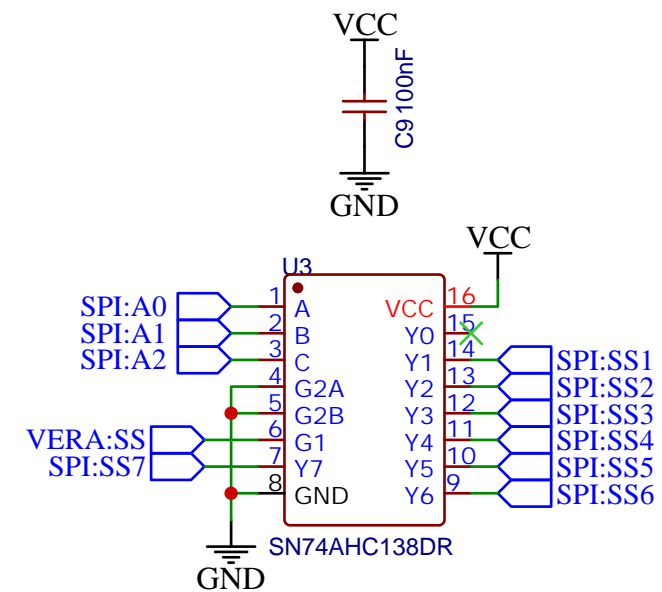 VCC
C9
100nF
GND
VCC
U3
SPI:A0 1 A VCC 16
SPI:A1 2 B Y0 15
SPI:A2 3 C Y1 14 SPI:SS1
4 G2A Y2 13 SPI:SS2
5 G2B Y3 12 SPI:SS3
VERA:SS 6 G1 Y4 11 SPI:SS4
SPI:SS7 7 Y7 Y5 10 SPI:SS5
8 GND Y6 9 SPI:SS6
SN74AHC138DR
GND